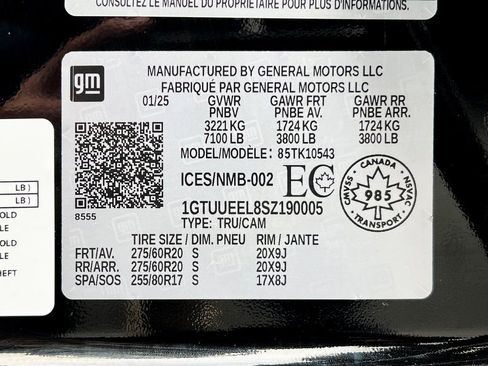 CONSULTEZ LE MANUEL DU PROPRIÉTAIRE POUR PLUS DE
gm
MANUFACTURED BY GENERAL MOTORS LLC
FABRIQUÉ PAR GENERAL MOTORS LLC
01/25 GVWR GAWR FRT GAWR RR
PNBV PNBE AV. PNBE ARR.
3221 KG 1724 KG 1724 KG
7100 LB 3800 LB 3800 LB
MODEL/MODÈLE: 85TK10543
ICES/NMB-002 EC
8555
1GTUUEEL8SZ190005
TYPE: TRU/CAM
CANADA
SVMAC NSVAC
985
TRANSPORT
TIRE SIZE / DIM. PNEU RIM / JANTE
FRT/AV. 275/60R20 S 20X9J
RR/ARR. 275/60R20 S 20X9J
SPA/SOS 255/80R17 S 17X8J
LB )
LB )
OLD
LE
OLD
LE
HEFT